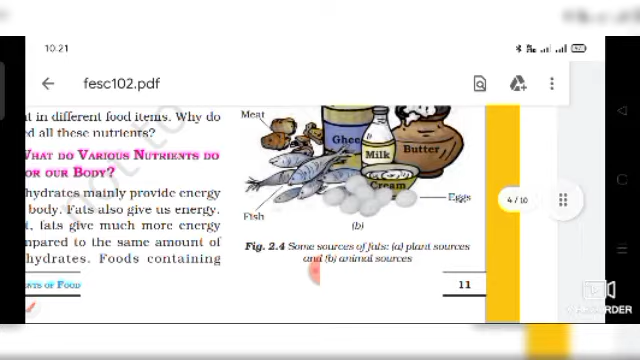 10.21
fesc102.pdf
t in different food items. Why do
d all these nutrients?
WHAT DO VARIOUS NUTRIENTS DO
OR OUR BODY?
hydrates mainly provide energy
body. Fats also give us energy.
, fats give much more energy
mpared to the same amount of
hydrates. Foods containing
NTS OF FOOD
Meat
Ghee
Milk
Butter
Cream
Eggs
Fish
(b)
Fig. 2.4 Some sources of fats: (a) plant sources
and (b) animal sources
11
4 / 10